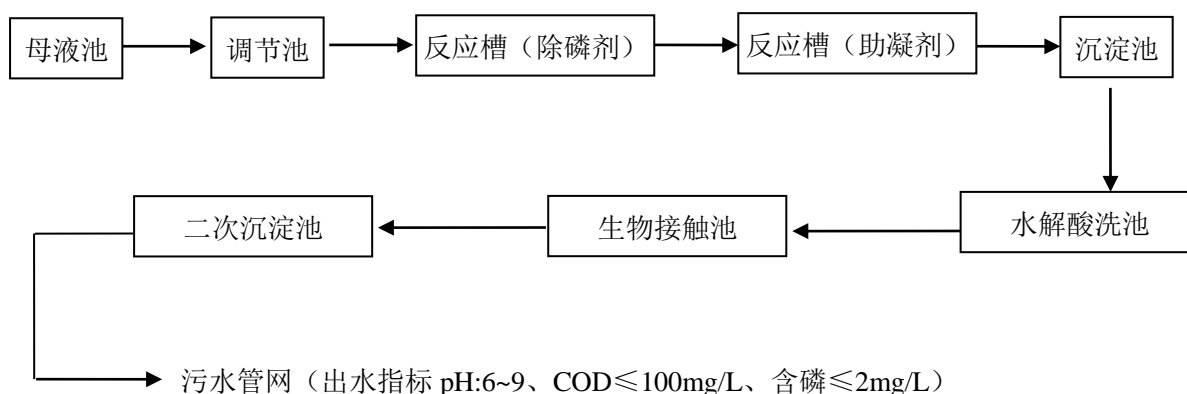 母液池
调节池
反应槽（除磷剂）
反应槽（助凝剂）
沉淀池
水解酸洗池
生物接触池
二次沉淀池
污水管网（出水指标 pH:6~9、COD≤100mg/L、含磷≤2mg/L）